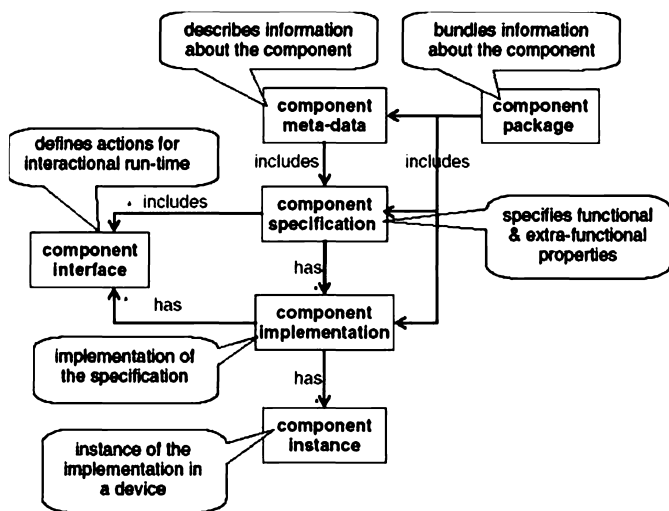 describes information
about the component
bundles information
about the component
component
meta-data
component
package
defines actions for
interactional run-time
includes
includes
includes
component
specification
specifies functional
& extra-functional
properties
component
interface
has
has
component
implementation
implementation of
the specification
has
component
instance
instance of the
implementation in
a device